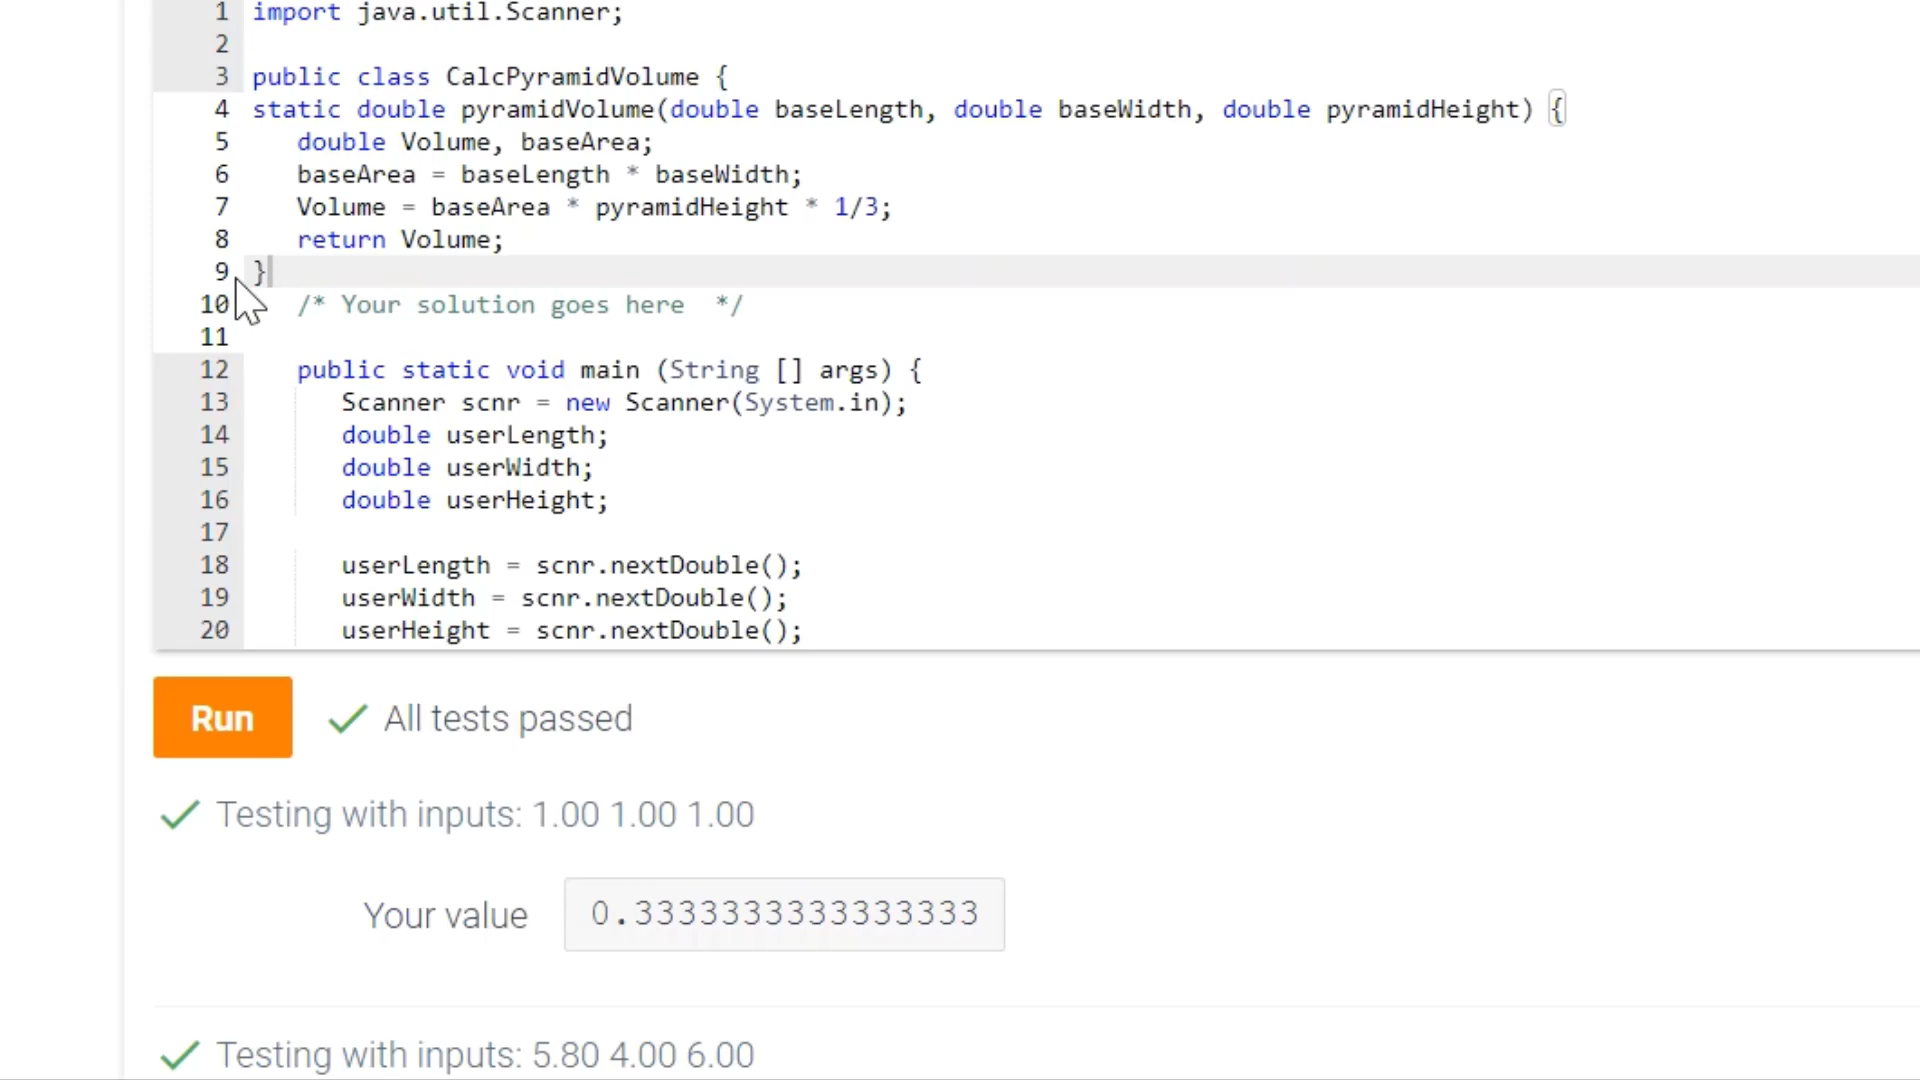 1 import java.util.Scanner;
2
3 public class CalcPyramidVolume {
4 static double pyramidVolume(double baseLength, double baseWidth, double pyramidHeight) {
5 double Volume, baseArea;
6 baseArea = baseLength * baseWidth;
7 Volume = baseArea * pyramidHeight * 1/3;
8 return Volume;
9 }
10 /* Your solution goes here  */
11
12 public static void main (String [] args) {
13 Scanner scnr = new Scanner(System.in);
14 double userLength;
15 double userWidth;
16 double userHeight;
17
18 userLength = scnr.nextDouble();
19 userWidth = scnr.nextDouble();
20 userHeight = scnr.nextDouble();
Run All tests passed
Testing with inputs: 1.00 1.00 1.00
Your value 0.3333333333333333
Testing with inputs: 5.80 4.00 6.00